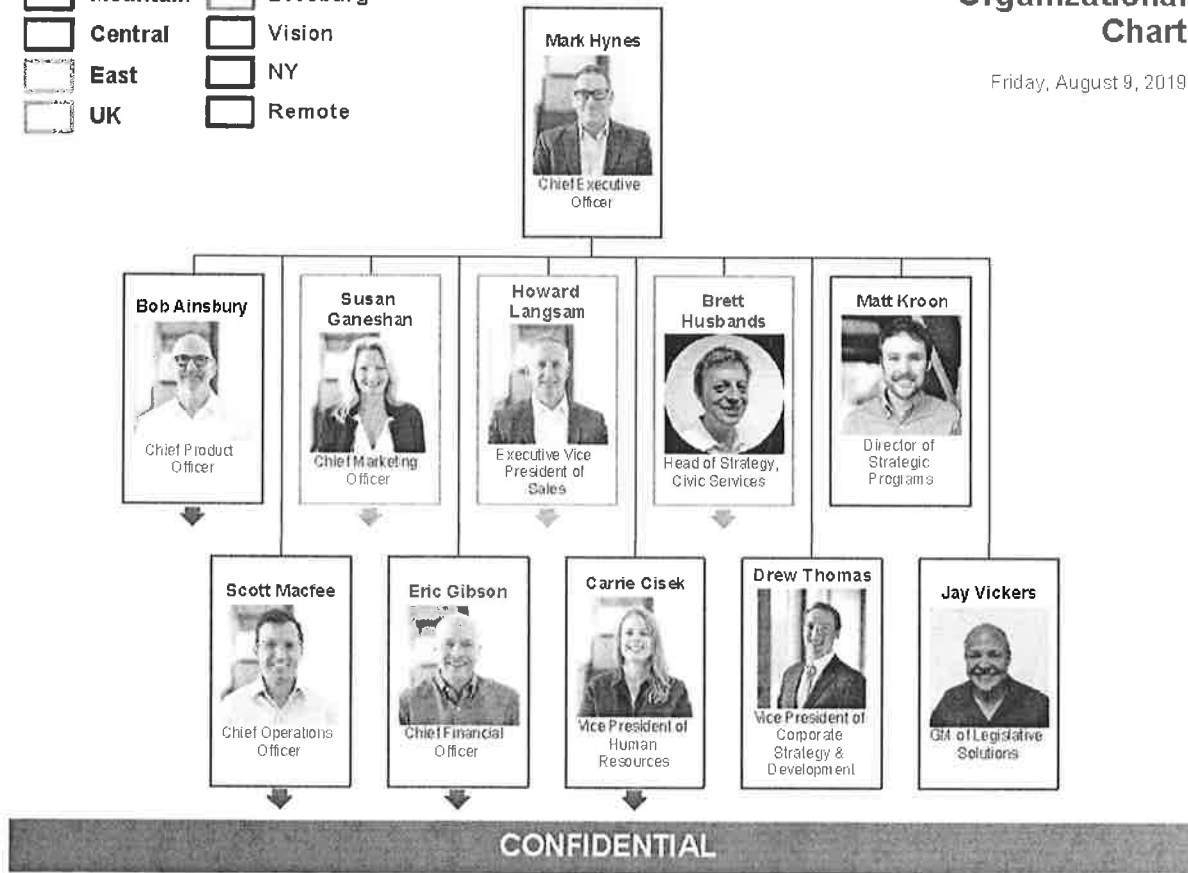 Mountain
Central
East
UK
Vision
NY
Remote
Organizational
Chart
Friday, August 9, 2019
Mark Hynes
Chief Executive
Officer
Bob Ainsbury
Chief Product
Officer
Susan
Ganeshan
Chief Marketing
Officer
Howard
Langsam
Executive Vice
President of
Sales
Brett
Husbands
Head of Strategy,
Civic Services
Matt Kroon
Director of
Strategic
Programs
Scott Macfee
Chief Operations
Officer
Eric Gibson
Chief Financial
Officer
Carrie Cisek
Vice President of
Human
Resources
Drew Thomas
Vice President of
Corporate
Strategy &
Development
Jay Vickers
GM of Legislative
Solutions
CONFIDENTIAL